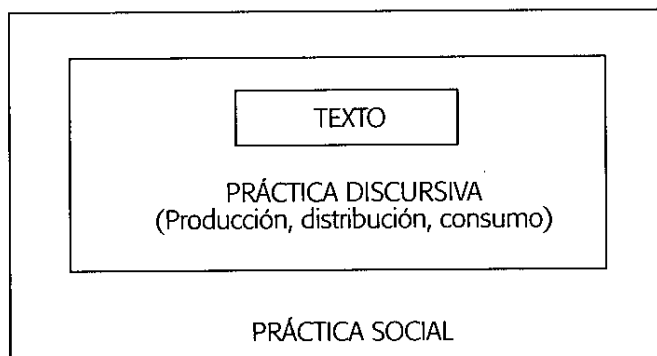 TEXTO
PRÁCTICA DISCURSIVA
(Producción, distribución, consumo)
PRÁCTICA SOCIAL